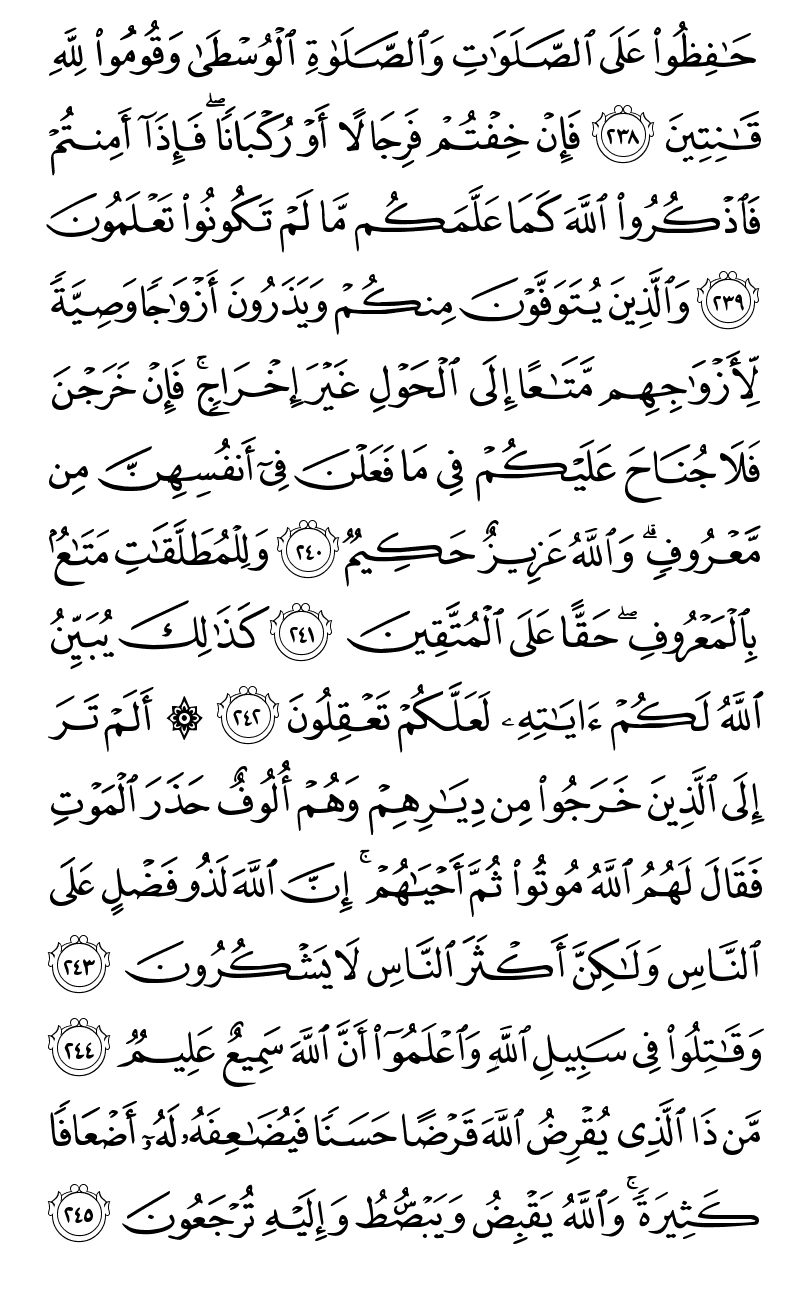 حَـٰفِظُوا۟ عَلَى ٱلصَّلَوَٰتِ وَٱلصَّلَوٰةِ ٱلْوُسْطَىٰ وَقُومُوا۟ لِلَّهِ
قَـٰنِتِينَ ٢٣٨ فَإِنْ خِفْتُمْ فَرِجَالًا أَوْ رُكْبَانًا ۖ فَإِذَآ أَمِنتُمْ
فَٱذْكُرُوا۟ ٱللَّهَ كَمَا عَلَّمَكُم مَّا لَمْ تَكُونُوا۟ تَعْلَمُونَ
٢٣٩ وَٱلَّذِينَ يُتَوَفَّوْنَ مِنكُمْ وَيَذَرُونَ أَزْوَٰجًا وَصِيَّةً
لِّأَزْوَٰجِهِم مَّتَـٰعًا إِلَى ٱلْحَوْلِ غَيْرَ إِخْرَاجٍ ۚ فَإِنْ خَرَجْنَ
فَلَا جُنَاحَ عَلَيْكُمْ فِى مَا فَعَلْنَ فِىٓ أَنفُسِهِنَّ مِن
مَّعْرُوفٍ ۗ وَٱللَّهُ عَزِيزٌ حَكِيمٌ ٢٤٠ وَلِلْمُطَلَّقَـٰتِ مَتَـٰعٌۢ
بِٱلْمَعْرُوفِ ۖ حَقًّا عَلَى ٱلْمُتَّقِينَ ٢٤١ كَذَٰلِكَ يُبَيِّنُ
ٱللَّهُ لَكُمْ ءَايَـٰتِهِۦ لَعَلَّكُمْ تَعْقِلُونَ ٢٤٢ ۞ أَلَمْ تَرَ
إِلَى ٱلَّذِينَ خَرَجُوا۟ مِن دِيَـٰرِهِمْ وَهُمْ أُلُوفٌ حَذَرَ ٱلْمَوْتِ
فَقَالَ لَهُمُ ٱللَّهُ مُوتُوا۟ ثُمَّ أَحْيَـٰهُمْ ۚ إِنَّ ٱللَّهَ لَذُو فَضْلٍ عَلَى
ٱلنَّاسِ وَلَـٰكِنَّ أَكْثَرَ ٱلنَّاسِ لَا يَشْكُرُونَ ٢٤٣
وَقَـٰتِلُوا۟ فِى سَبِيلِ ٱللَّهِ وَٱعْلَمُوٓا۟ أَنَّ ٱللَّهَ سَمِيعٌ عَلِيمٌ ٢٤٤
مَّن ذَا ٱلَّذِى يُقْرِضُ ٱللَّهَ قَرْضًا حَسَنًا فَيُضَـٰعِفَهُۥ لَهُۥٓ أَضْعَافًا
كَثِيرَةً ۚ وَٱللَّهُ يَقْبِضُ وَيَبْصُۜطُ وَإِلَيْهِ تُرْجَعُونَ ٢٤٥